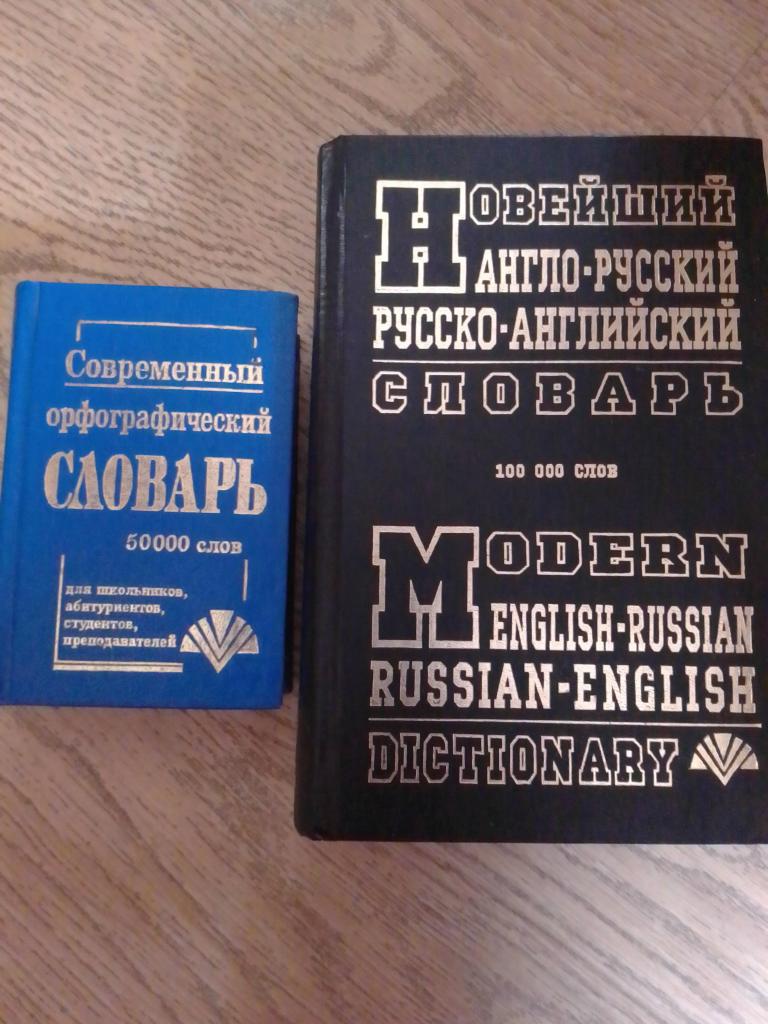 Современный
орфографический
СЛОВАРЬ
50000 слов
для школьников,
абитуриентов,
студентов,
преподавателей
НОВЕЙШИЙ
АНГЛО-РУССКИЙ
РУССКО-АНГЛИЙСКИЙ
СЛОВАРЬ
100 000 СЛОВ
MODERN
ENGLISH-RUSSIAN
RUSSIAN-ENGLISH
DICTIONARY